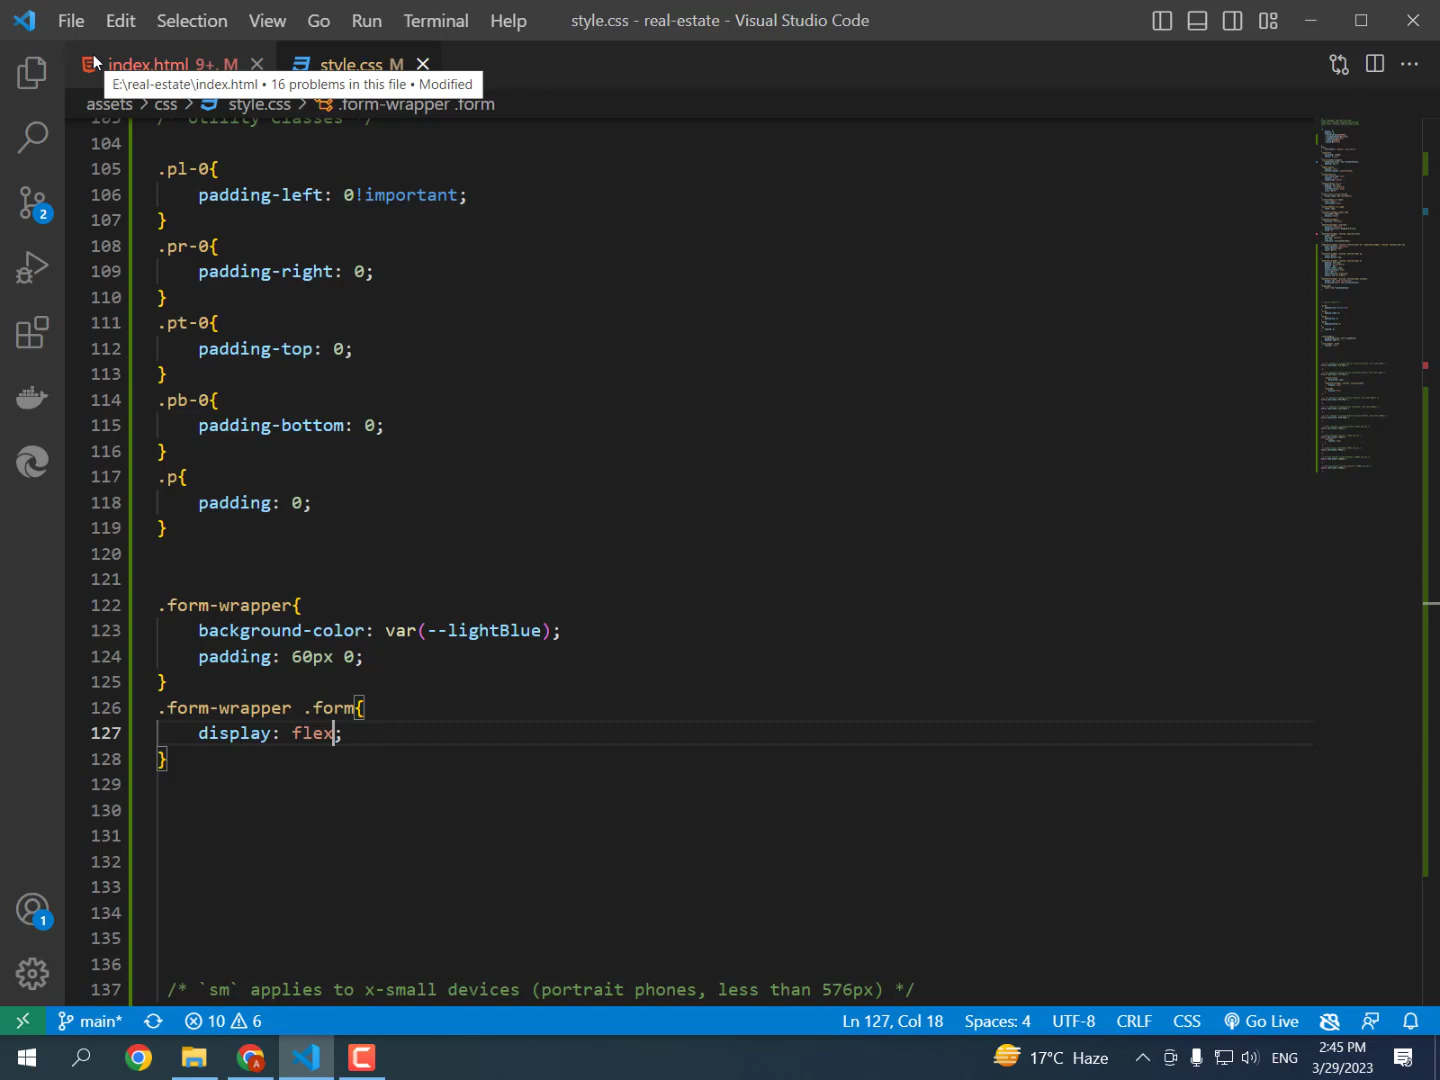 File Edit Selection View Go Run Terminal Help style.css - real-estate - Visual Studio Code
index.html 9+, M style.css M
E:\real-estate\index.html • 16 problems in this file • Modified
assets > css > style.css > .form-wrapper .form
103 /* Utility Classes */
104
105 .pl-0{
106 padding-left: 0!important;
107 }
108 .pr-0{
109 padding-right: 0;
110 }
111 .pt-0{
112 padding-top: 0;
113 }
114 .pb-0{
115 padding-bottom: 0;
116 }
117 .p{
118 padding: 0;
119 }
120
121
122 .form-wrapper{
123 background-color: var(--lightBlue);
124 padding: 60px 0;
125 }
126 .form-wrapper .form{
127 display: flex;
128 }
129
130
131
132
133
134
135
136
137 /* `sm` applies to x-small devices (portrait phones, less than 576px) */
2
1
main* 10 6 Ln 127, Col 18 Spaces: 4 UTF-8 CRLF CSS Go Live
17°C Haze ENG 2:45 PM
3/29/2023